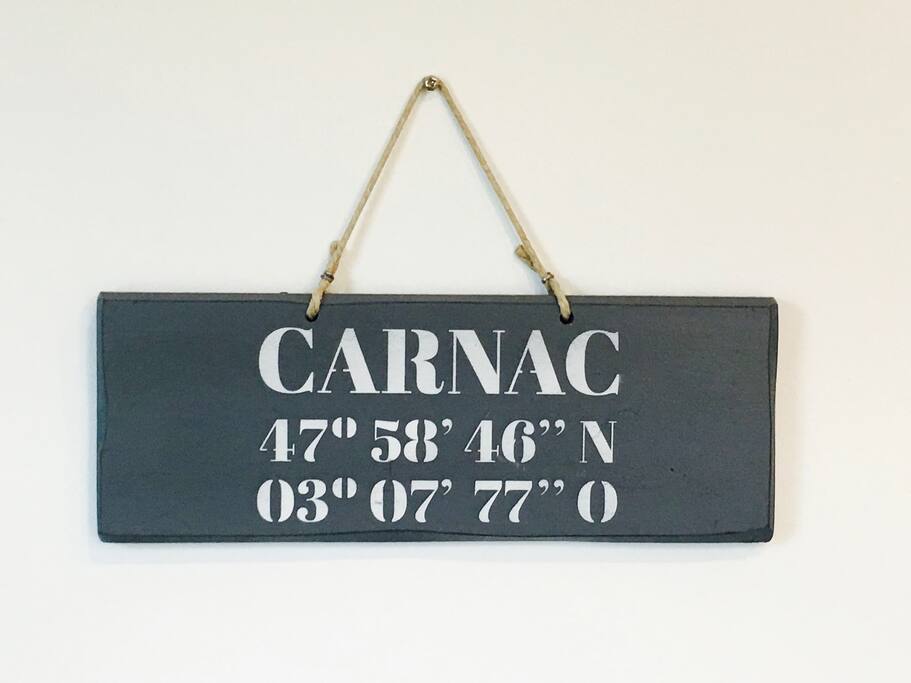 CARNAC
47° 58’ 46’’ N
03° 07’ 77’’ O